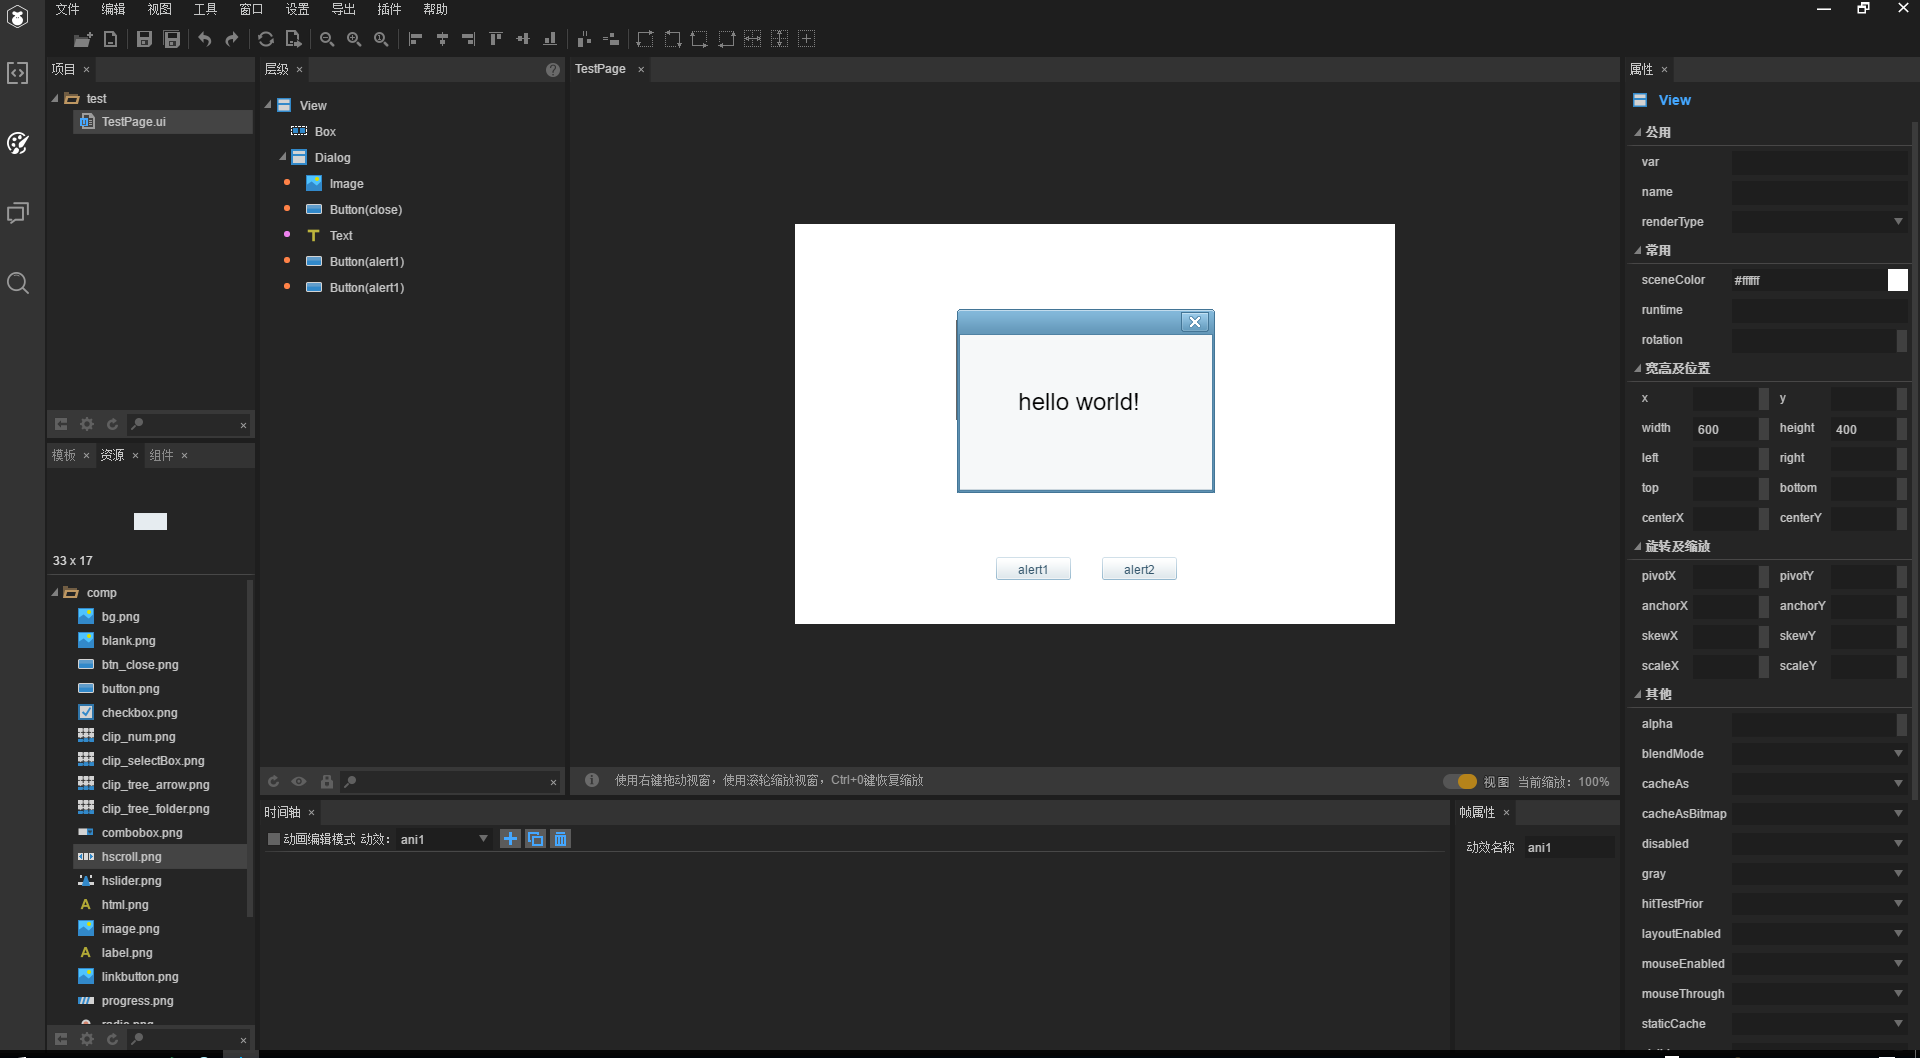 文件 编辑 视图 工具 窗口 设置 导出 插件 帮助
项目
test
TestPage.ui
模板 资源 组件
33 x 17
comp
bg.png
blank.png
btn_close.png
button.png
checkbox.png
clip_num.png
clip_selectBox.png
clip_tree_arrow.png
clip_tree_folder.png
combobox.png
hscroll.png
hslider.png
html.png
image.png
label.png
linkbutton.png
progress.png
层级
View
Box
Dialog
Image
Button(close)
Text
Button(alert1)
Button(alert1)
TestPage
hello world!
alert1 alert2
使用右键拖动视窗，使用滚轮缩放视窗，Ctrl+0键恢复缩放
视图 当前缩放：100%
时间轴
动画编辑模式 动效： ani1
帧属性
动效名称 ani1
属性
View
公用
var
name
renderType
常用
sceneColor #ffffff
runtime
rotation
宽高及位置
x y
width 600 height 400
left right
top bottom
centerX centerY
旋转及缩放
pivotX pivotY
anchorX anchorY
skewX skewY
scaleX scaleY
其他
alpha
blendMode
cacheAs
cacheAsBitmap
disabled
gray
hitTestPrior
layoutEnabled
mouseEnabled
mouseThrough
staticCache